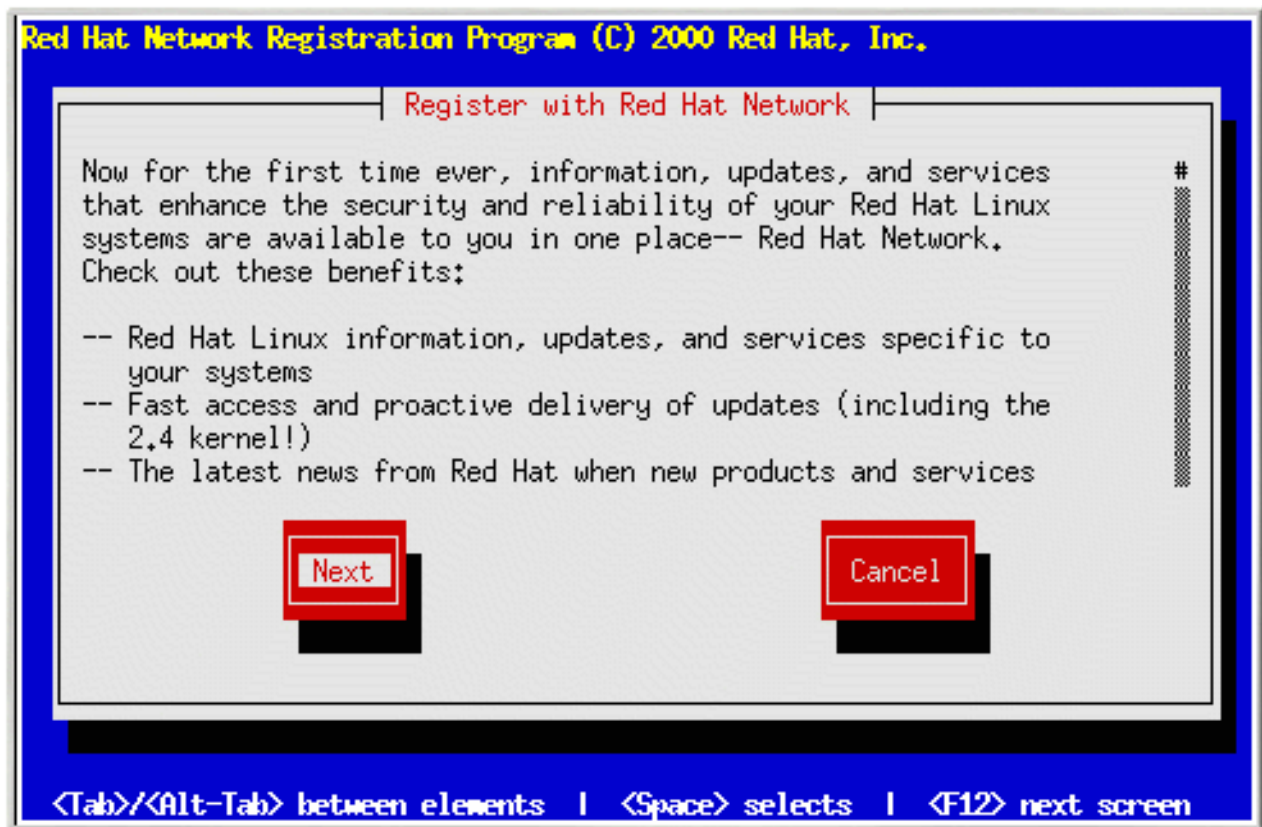 Red Hat Network Registration Program (C) 2000 Red Hat, Inc.
Register with Red Hat Network
Now for the first time ever, information, updates, and services
that enhance the security and reliability of your Red Hat Linux
systems are available to you in one place-- Red Hat Network.
Check out these benefits:
-- Red Hat Linux information, updates, and services specific to
your systems
-- Fast access and proactive delivery of updates (including the
2.4 kernel!)
-- The latest news from Red Hat when new products and services
#
Next
Cancel
<Tab>/<Alt-Tab> between elements | <Space> selects | <F12> next screen